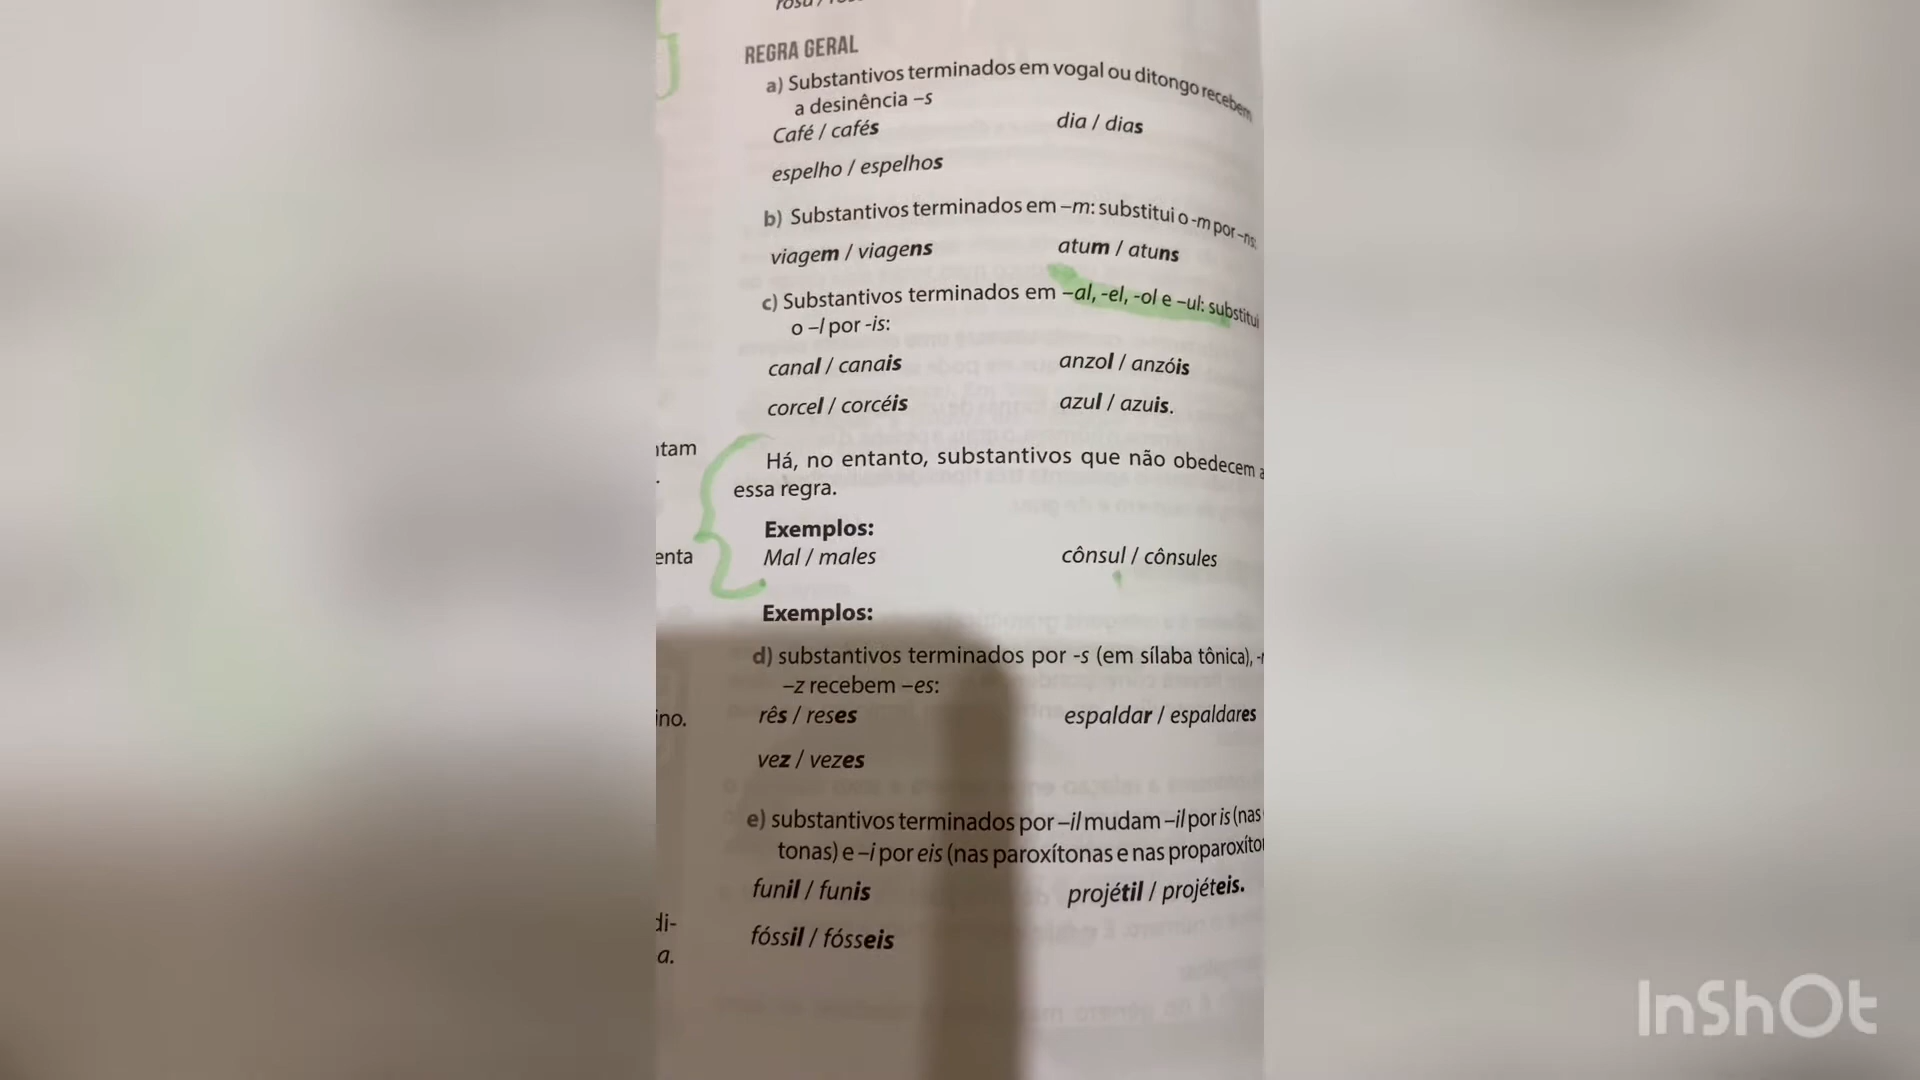 REGRA GERAL
a) Substantivos terminados em vogal ou ditongo recebem
a desinência –s
Café / cafés dia / dias
espelho / espelhos
b) Substantivos terminados em –m: substitui o -m por –ns:
viagem / viagens atum / atuns
c) Substantivos terminados em –al, -el, -ol e –ul: substitui
o –l por -is:
canal / canais anzol / anzóis
corcel / corcéis azul / azuis.
ntam
Há, no entanto, substantivos que não obedecem a
essa regra.
Exemplos:
enta
Mal / males cônsul / cônsules
Exemplos:
d) substantivos terminados por -s (em sílaba tônica),
–z recebem –es:
ino.
rês / reses espaldar / espaldares
vez / vezes
e) substantivos terminados por –il mudam –il por is (nas
tonas) e –i por eis (nas paroxítonas e nas proparoxíto
funil / funis projétil / projéteis.
di-
fóssil / fósseis
a.
InShOt